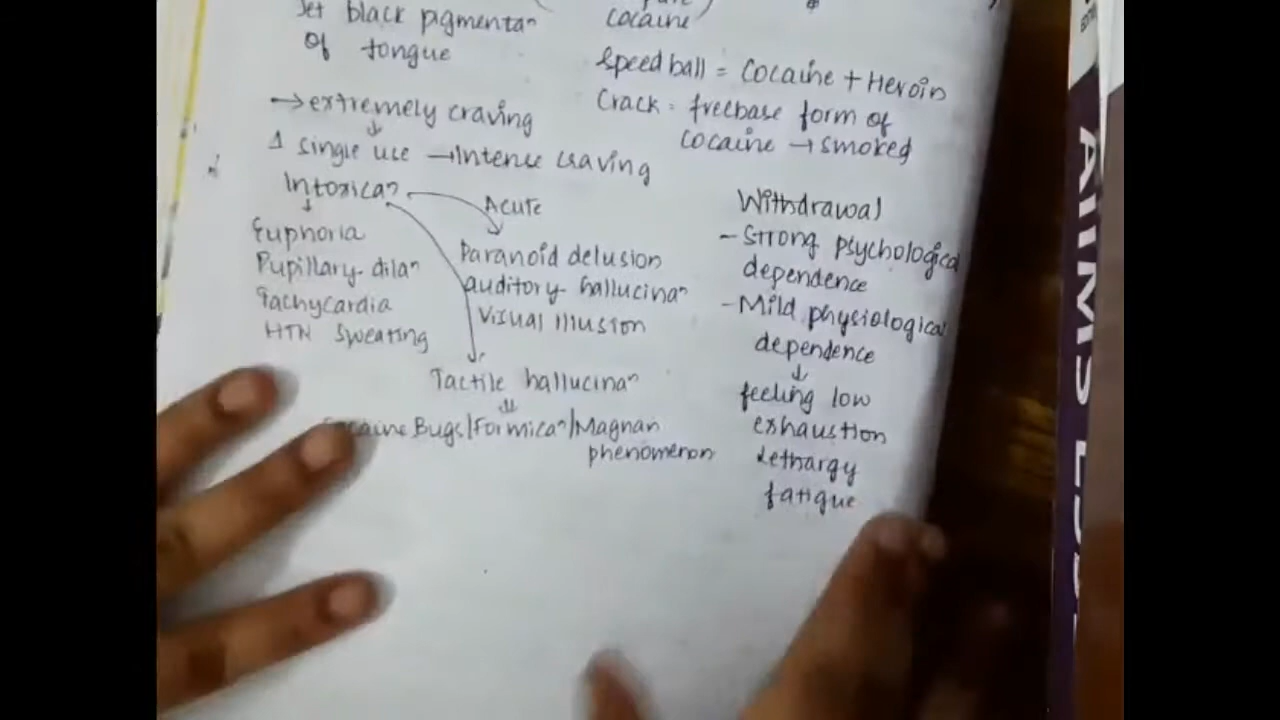 Jet black pigmentaⁿ
of tongue
cocaine
Speed ball = Cocaine + Heroin
Crack = freebase form of
cocaine → smoked
→ extremely craving
↓
Δ single use → Intense craving
Intoxicaⁿ
↓
Euphoria
Pupillary dilaⁿ
Tachycardia
HTN Sweating
Acute
Paranoid delusion
auditory hallucinaⁿ
Visual Illusion
Tactile hallucinaⁿ
⇓
Cocaine Bugs/Formicaⁿ/Magnan
phenomenon
Withdrawal
- Strong psychological
dependence
- Mild physiological
dependence
↓
feeling low
exhaustion
Lethargy
fatigue
AIIMS